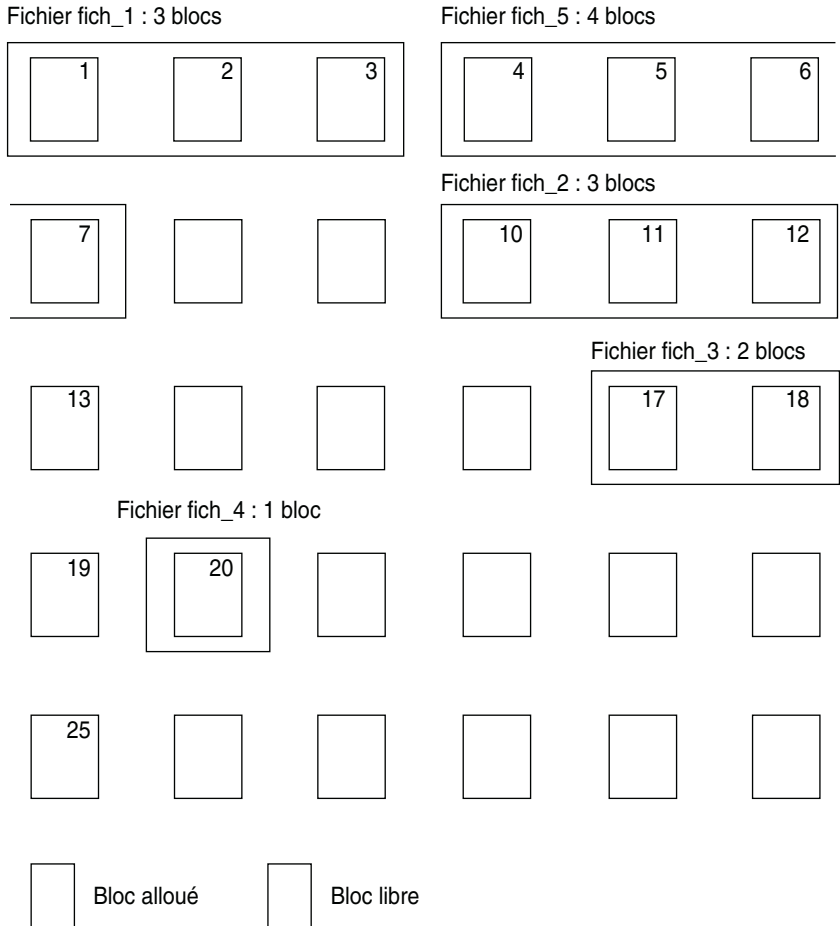 Fichier fich_1 : 3 blocs
Fichier fich_5 : 4 blocs
1 2 3 4 5 6
Fichier fich_2 : 3 blocs
7 10 11 12
Fichier fich_3 : 2 blocs
13 17 18
Fichier fich_4 : 1 bloc
19 20
25
Bloc alloué
Bloc libre